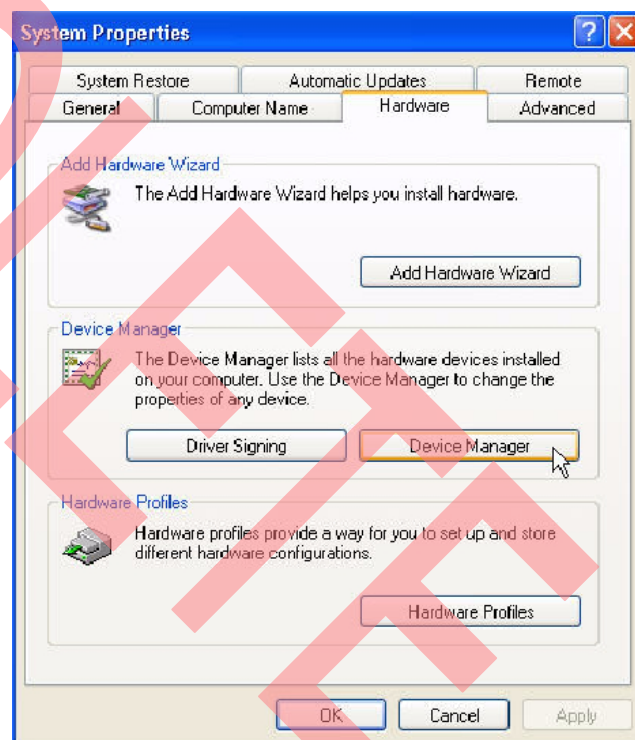 System Properties
System Restore Automatic Updates Remote
General Computer Name Hardware Advanced
Add Hardware Wizard
The Add Hardware Wizard helps you install hardware.
Add Hardware Wizard
Device Manager
The Device Manager lists all the hardware devices installed
on your computer. Use the Device Manager to change the
properties of any device.
Driver Signing Device Manager
Hardware Profiles
Hardware profiles provide a way for you to set up and store
different hardware configurations.
Hardware Profiles
OK Cancel Apply